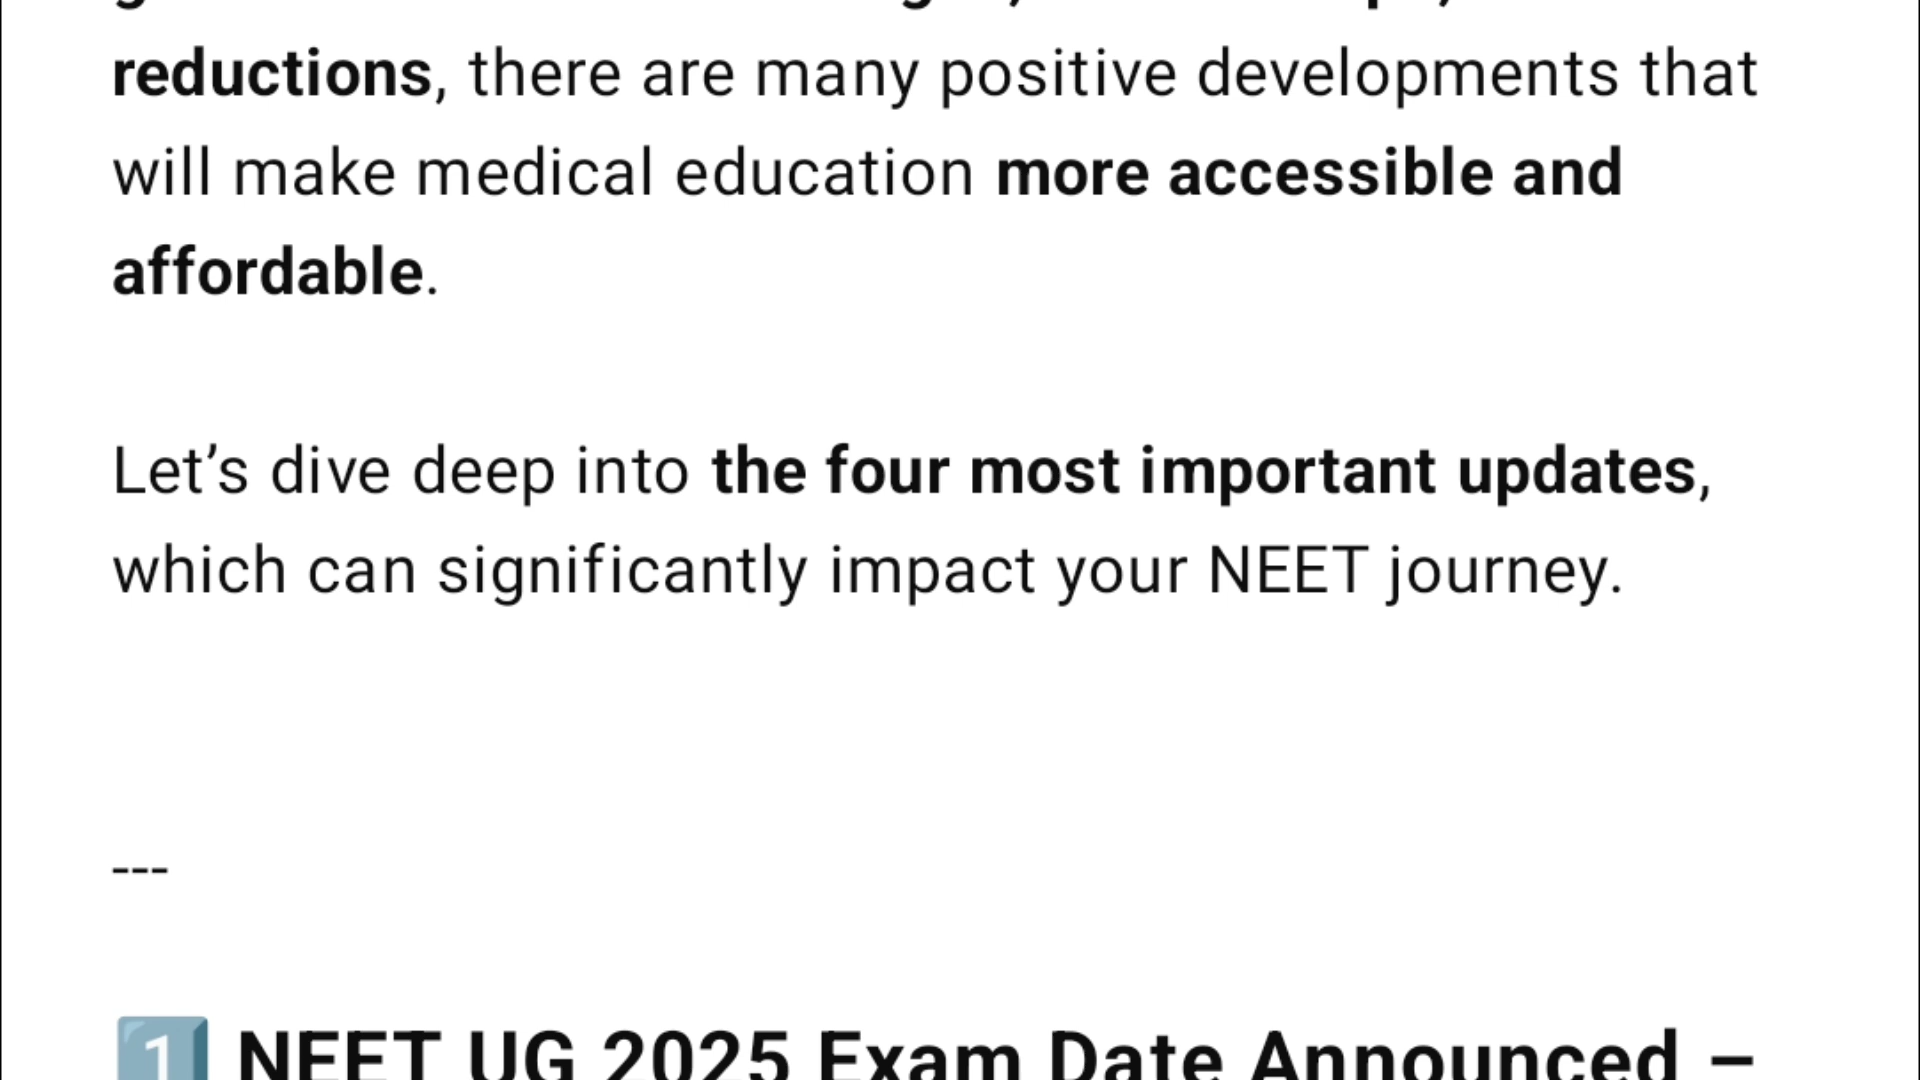 reductions, there are many positive developments that
will make medical education more accessible and
affordable.
Let’s dive deep into the four most important updates,
which can significantly impact your NEET journey.
---
1️⃣ NEET UG 2025 Exam Date Announced –